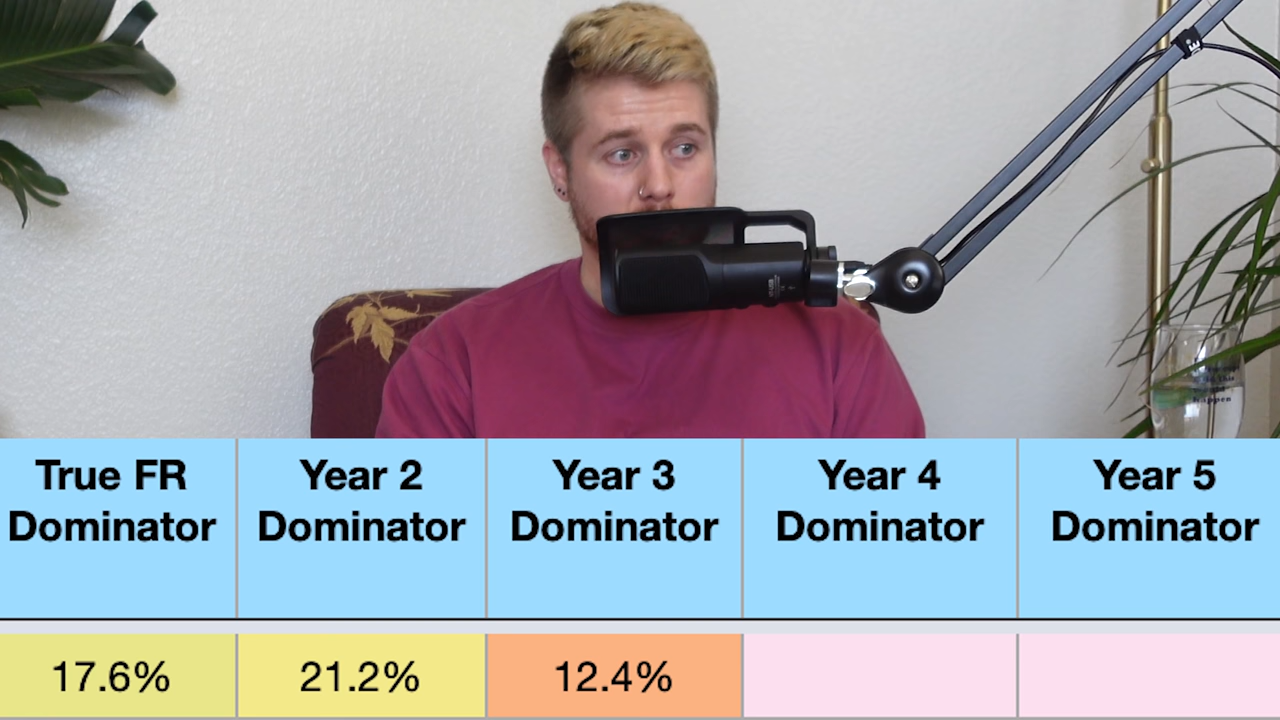 True FR
Dominator
Year 2
Dominator
Year 3
Dominator
Year 4
Dominator
Year 5
Dominator
17.6%
21.2%
12.4%